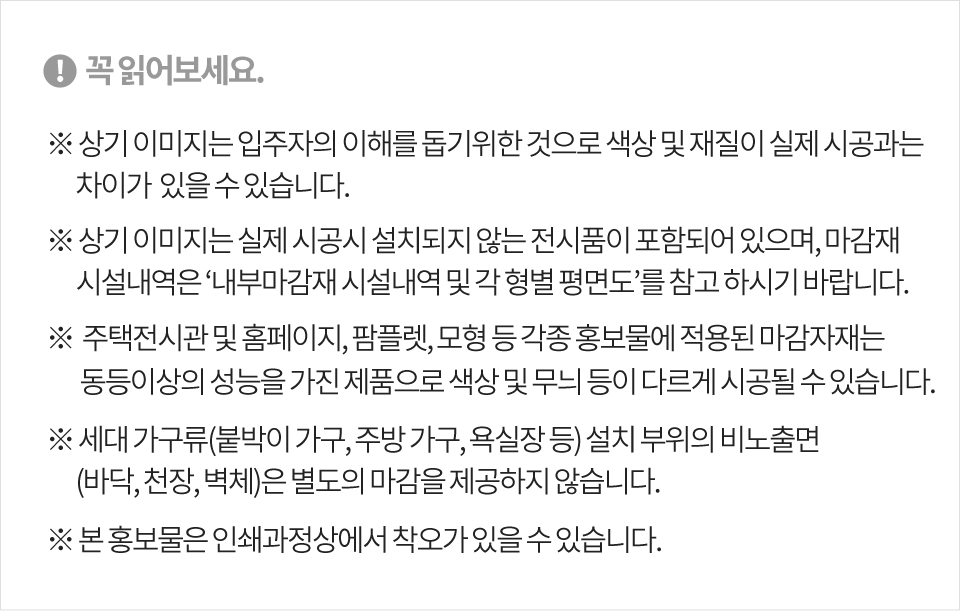 ! 꼭 읽어보세요.
※ 상기 이미지는 입주자의 이해를 돕기위한 것으로 색상 및 재질이 실제 시공과는
차이가 있을 수 있습니다.
※ 상기 이미지는 실제 시공시 설치되지 않는 전시품이 포함되어 있으며, 마감재
시설내역은 ‘내부마감재 시설내역 및 각 형별 평면도’를 참고 하시기 바랍니다.
※ 주택전시관 및 홈페이지, 팜플렛, 모형 등 각종 홍보물에 적용된 마감자재는
동등이상의 성능을 가진 제품으로 색상 및 무늬 등이 다르게 시공될 수 있습니다.
※ 세대 가구류(붙박이 가구, 주방 가구, 욕실장 등) 설치 부위의 비노출면
(바닥, 천장, 벽체)은 별도의 마감을 제공하지 않습니다.
※ 본 홍보물은 인쇄과정상에서 착오가 있을 수 있습니다.